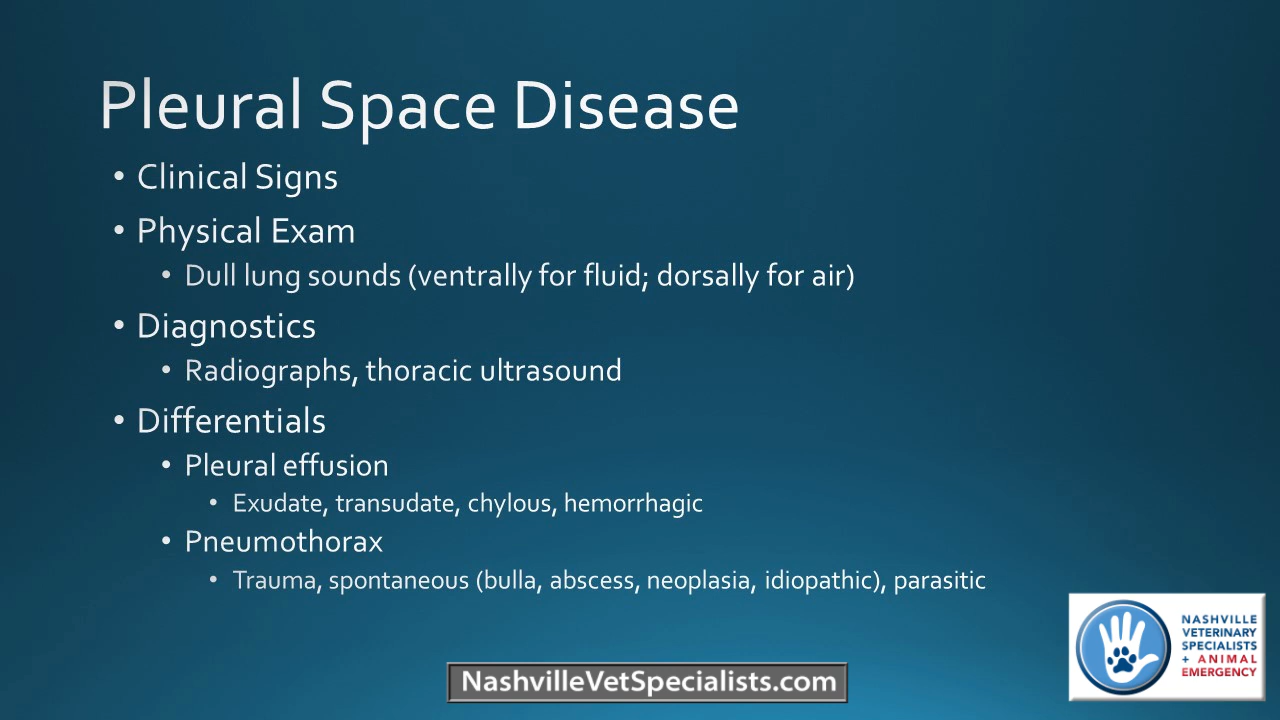 Pleural Space Disease
• Clinical Signs
• Physical Exam
• Dull lung sounds (ventrally for fluid; dorsally for air)
• Diagnostics
• Radiographs, thoracic ultrasound
• Differentials
• Pleural effusion
• Exudate, transudate, chylous, hemorrhagic
• Pneumothorax
• Trauma, spontaneous (bulla, abscess, neoplasia, idiopathic), parasitic
NASHVILLE
VETERINARY
SPECIALISTS
+ ANIMAL
EMERGENCY
NashvilleVetSpecialists.com